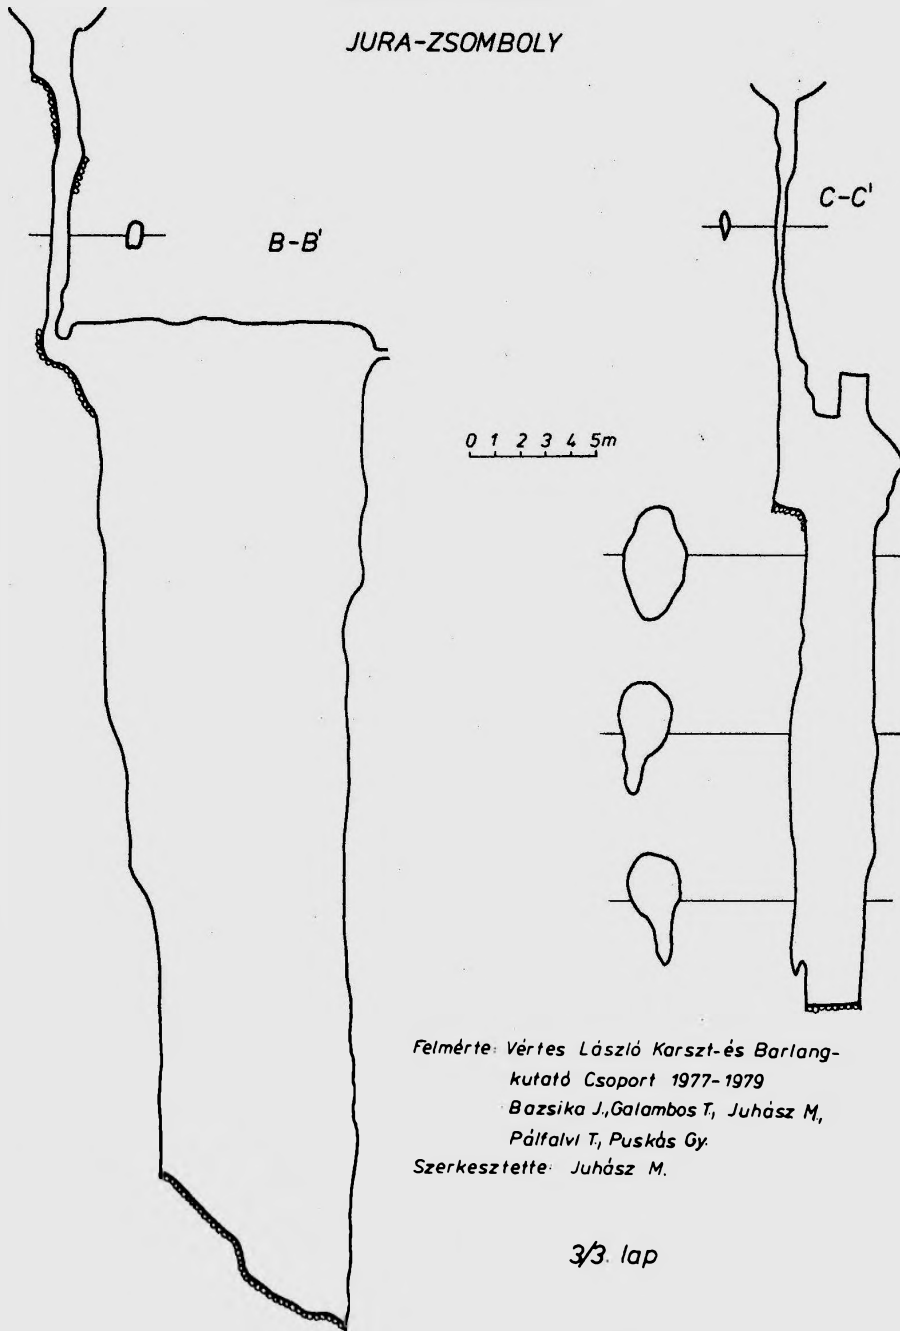 JURA-ZSOMBOLY
B-B'
C-C'
0 1 2 3 4 5m
Felmérte: Vértes László Karszt-és Barlang-
kutató Csoport 1977-1979
Bazsika J., Galambos T., Juhász M.,
Pálfalvi T., Puskás Gy.
Szerkesztette: Juhász M.
3/3. lap